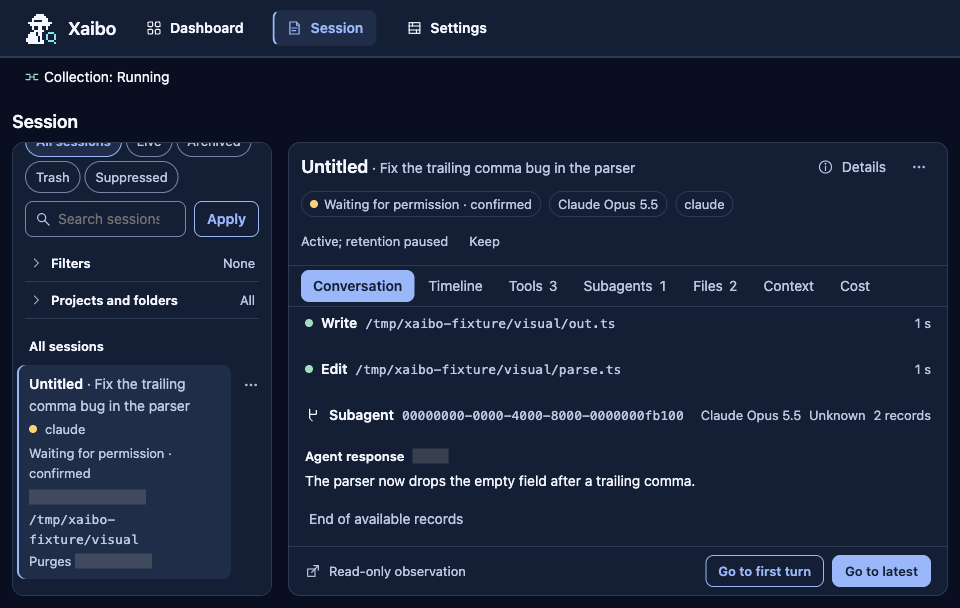 Xaibo
Dashboard
Session
Settings
Collection: Running
Session
All sessions
Live
Archived
Trash
Suppressed
Search sessions
Apply
Filters
None
Projects and folders
All
All sessions
Untitled · Fix the trailing
comma bug in the parser
claude
Waiting for permission ·
confirmed
/tmp/xaibo-
fixture/visual
Purges
Untitled · Fix the trailing comma bug in the parser
Details
Waiting for permission · confirmed
Claude Opus 5.5
claude
Active; retention paused
Keep
Conversation
Timeline
Tools 3
Subagents 1
Files 2
Context
Cost
Write /tmp/xaibo-fixture/visual/out.ts 1 s
Edit /tmp/xaibo-fixture/visual/parse.ts 1 s
Subagent 00000000-0000-4000-8000-0000000fb100 Claude Opus 5.5 Unknown 2 records
Agent response
The parser now drops the empty field after a trailing comma.
End of available records
Read-only observation
Go to first turn
Go to latest